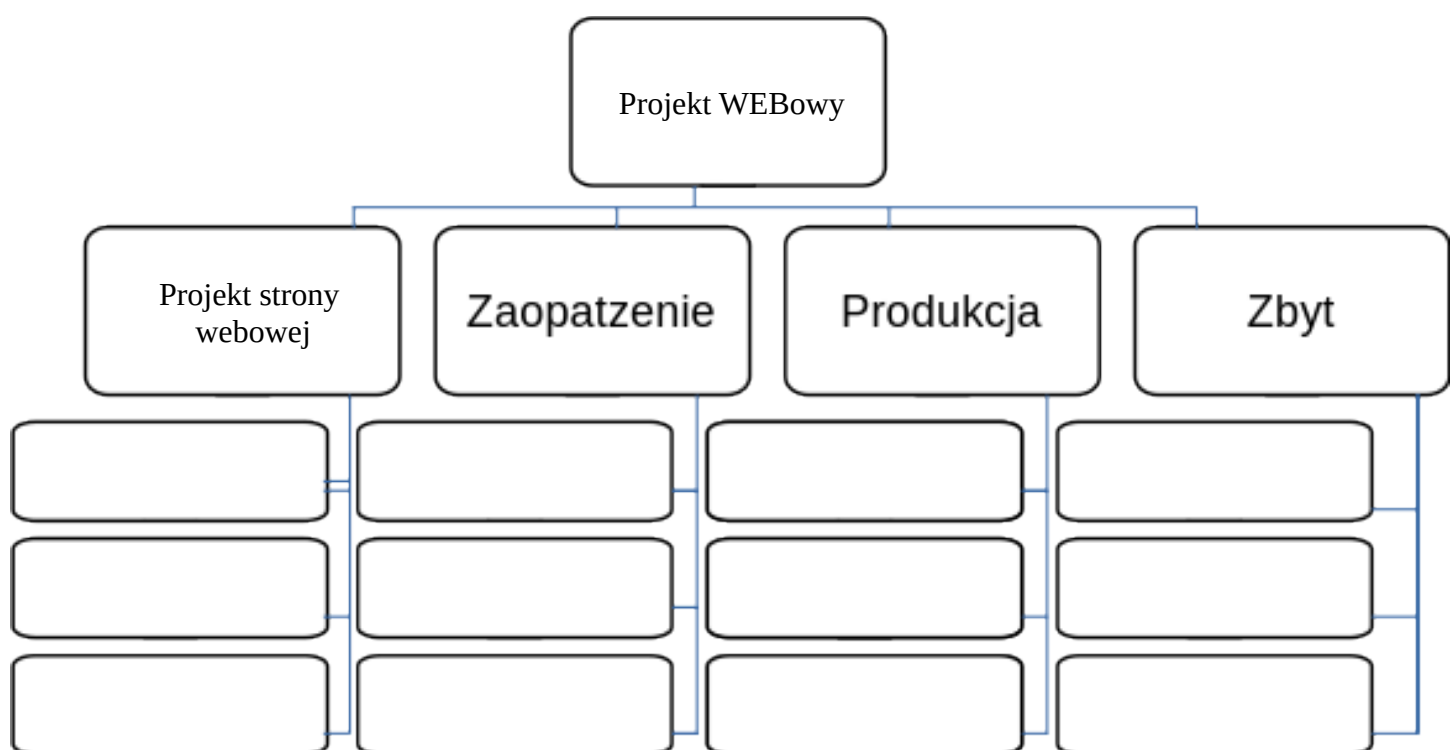 Projekt WEBowy
Projekt strony
webowej
Zaopatzenie
Produkcja
Zbyt